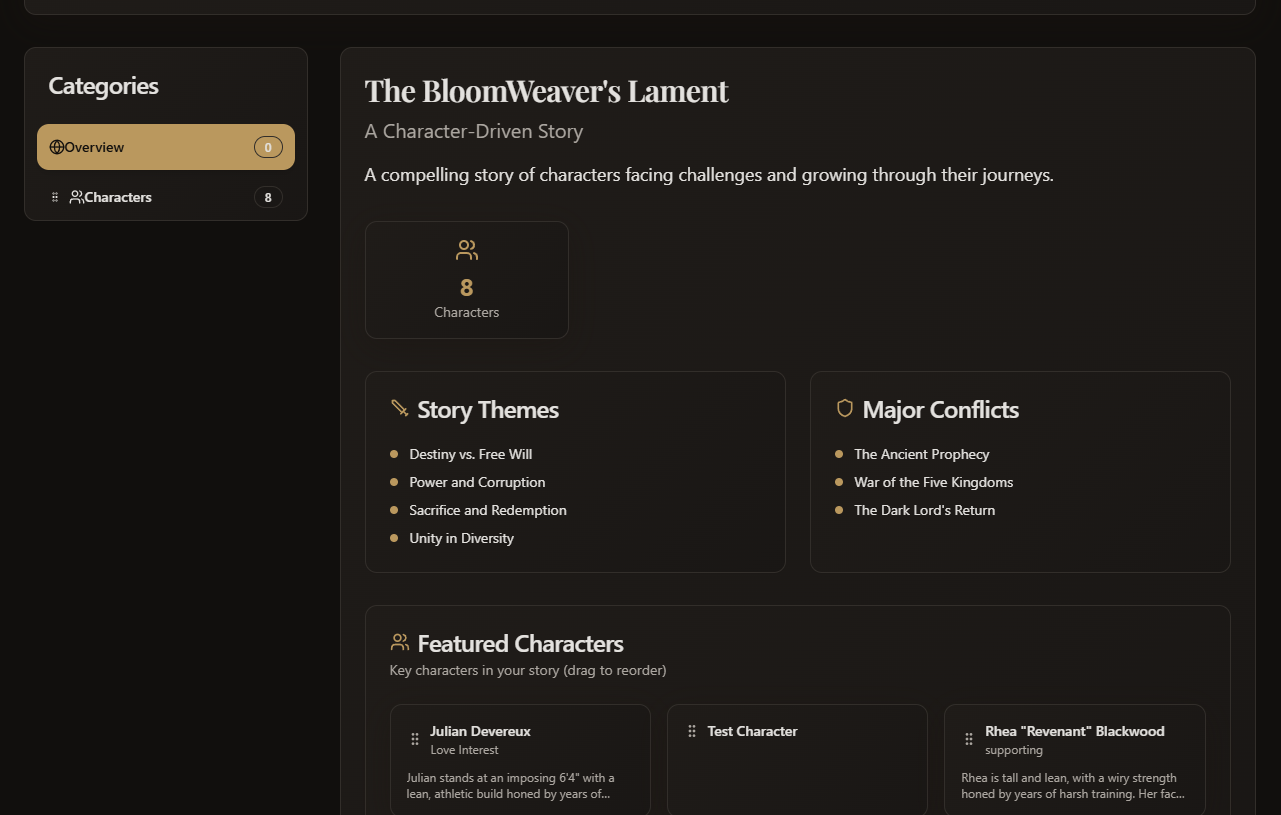 Categories
Overview
0
Characters
8
The BloomWeaver's Lament
A Character-Driven Story
A compelling story of characters facing challenges and growing through their journeys.
8
Characters
Story Themes
Destiny vs. Free Will
Power and Corruption
Sacrifice and Redemption
Unity in Diversity
Major Conflicts
The Ancient Prophecy
War of the Five Kingdoms
The Dark Lord's Return
Featured Characters
Key characters in your story (drag to reorder)
Julian Devereux
Love Interest
Julian stands at an imposing 6'4" with a
lean, athletic build honed by years of...
Test Character
Rhea "Revenant" Blackwood
supporting
Rhea is tall and lean, with a wiry strength
honed by years of harsh training. Her fac...